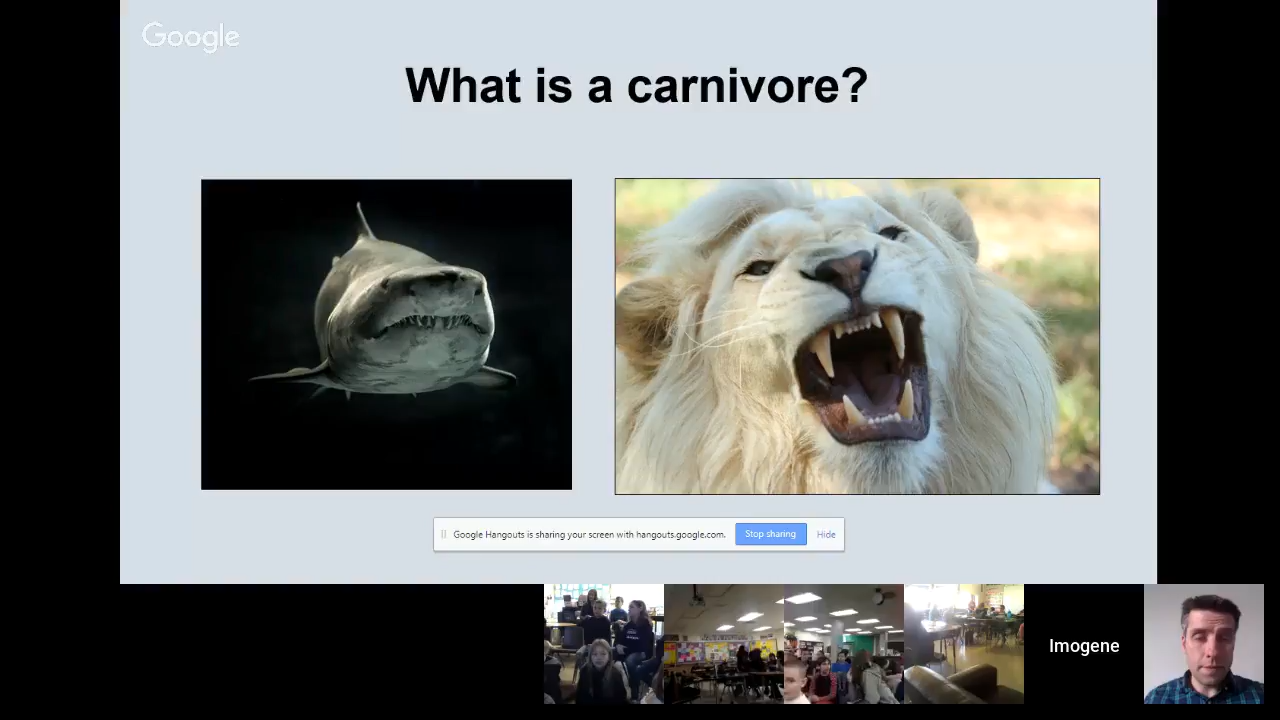 Google
What is a carnivore?
Google Hangouts is sharing your screen with hangouts.google.com.
Stop sharing
Hide
Imogene